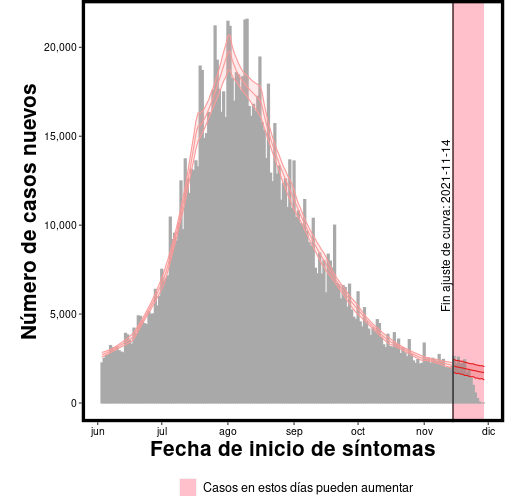 Número de casos nuevos
20,000
15,000
10,000
5,000
0
Fin ajuste de curva: 2021-11-14
jun jul ago sep oct nov dic
Fecha de inicio de síntomas
Casos en estos días pueden aumentar